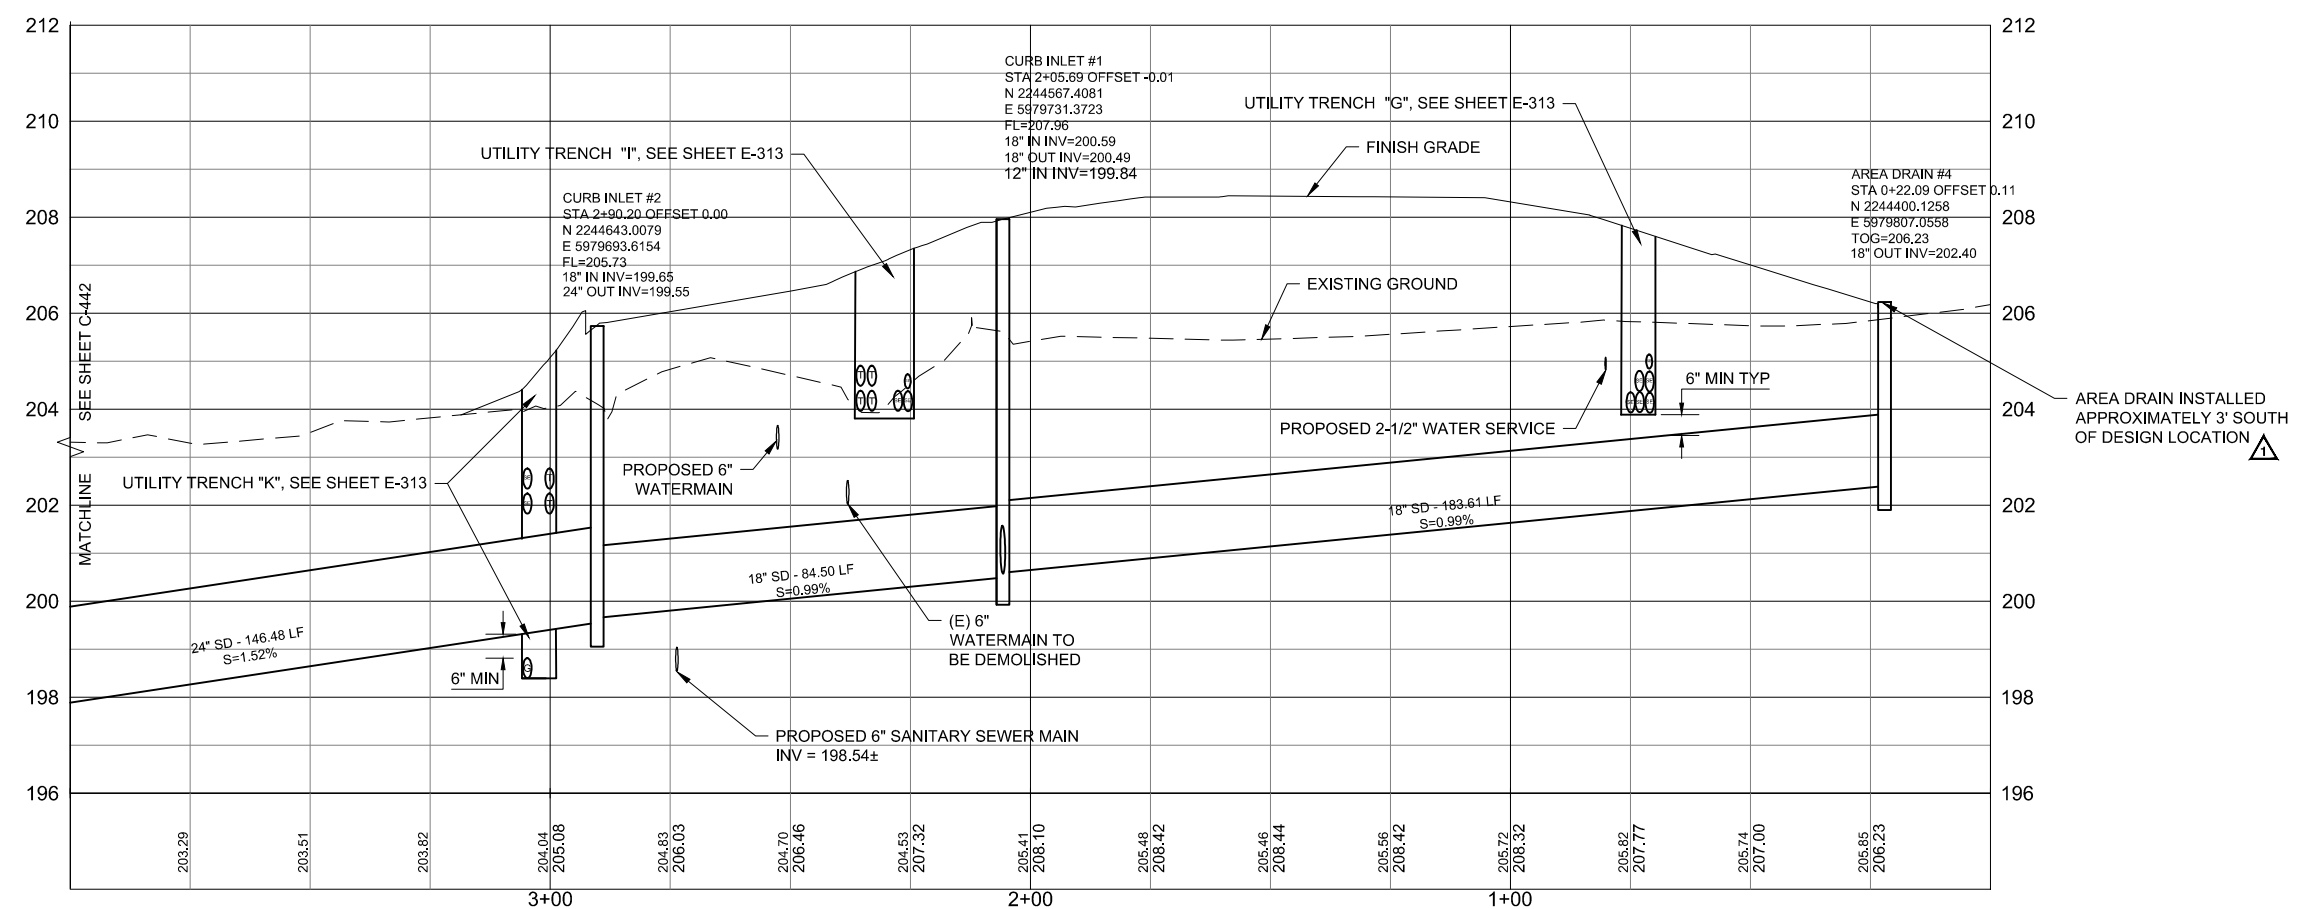 212
210
208
206
204
202
200
198
196
212
210
208
206
204
202
200
198
196
SEE SHEET C-442
MATCHLINE
CURB INLET #1
STA 2+05.69 OFFSET -0.01
N 2244567.4081
E 5979731.3723
FL=207.96
18" IN INV=200.59
18" OUT INV=200.49
12" IN INV=199.84
UTILITY TRENCH "G", SEE SHEET E-313
UTILITY TRENCH "I", SEE SHEET E-313
FINISH GRADE
AREA DRAIN #4
STA 0+22.09 OFFSET 0.11
N 2244400.1258
E 5979807.0558
TOG=206.23
18" OUT INV=202.40
CURB INLET #2
STA 2+90.20 OFFSET 0.00
N 2244643.0079
E 5979693.6154
FL=205.73
18" IN INV=199.65
24" OUT INV=199.55
EXISTING GROUND
6" MIN TYP
AREA DRAIN INSTALLED
APPROXIMATELY 3' SOUTH
OF DESIGN LOCATION
1
PROPOSED 2-1/2" WATER SERVICE
PROPOSED 6"
WATERMAIN
UTILITY TRENCH "K", SEE SHEET E-313
T T
T T SE SE
SE
SE SE
SE SE SE
SE T
SE T
G
18" SD - 183.61 LF
S=0.99%
18" SD - 84.50 LF
S=0.99%
24" SD - 146.48 LF
S=1.52%
(E) 6"
WATERMAIN TO
BE DEMOLISHED
6" MIN
PROPOSED 6" SANITARY SEWER MAIN
INV = 198.54±
203.29
203.51
203.82
204.04
205.08
204.83
206.03
204.70
206.46
204.53
207.32
205.41
208.10
205.48
208.42
205.46
208.44
205.56
208.42
205.72
208.32
205.82
207.77
205.74
207.00
205.85
206.23
3+00
2+00
1+00